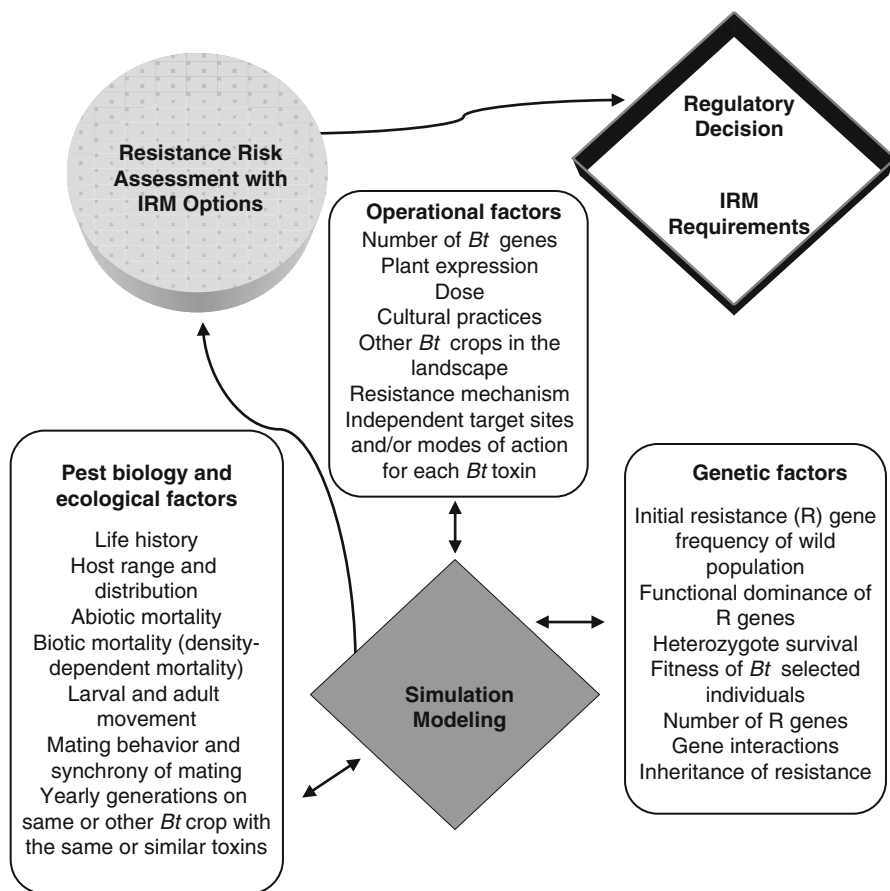 Resistance Risk
Assessment with
IRM Options
Regulatory
Decision
IRM
Requirements
Operational factors
Number of Bt genes
Plant expression
Dose
Cultural practices
Other Bt crops in the
landscape
Resistance mechanism
Independent target sites
and/or modes of action
for each Bt toxin
Pest biology and
ecological factors
Life history
Host range and
distribution
Abiotic mortality
Biotic mortality (density-
dependent mortality)
Larval and adult
movement
Mating behavior and
synchrony of mating
Yearly generations on
same or other Bt crop with
the same or similar toxins
Simulation
Modeling
Genetic factors
Initial resistance (R) gene
frequency of wild
population
Functional dominance of
R genes
Heterozygote survival
Fitness of Bt selected
individuals
Number of R genes
Gene interactions
Inheritance of resistance